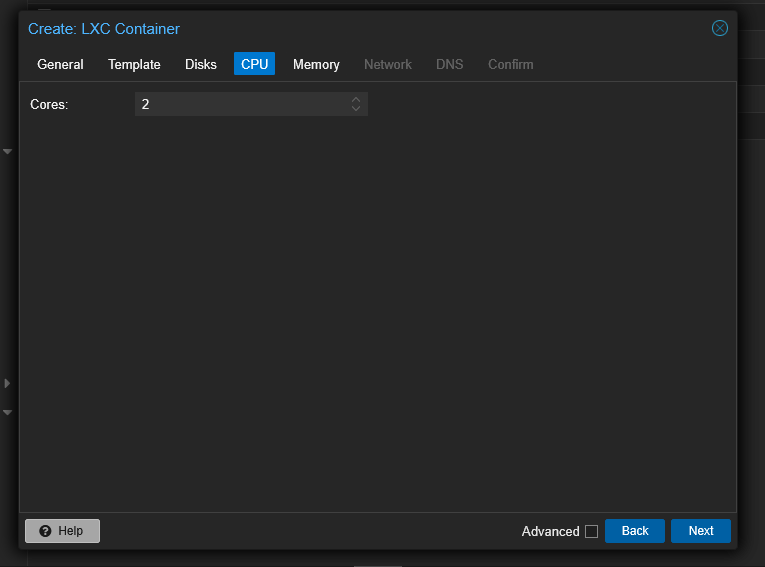 Create: LXC Container
General Template Disks CPU Memory Network DNS Confirm
Cores: 2
Help Advanced Back Next